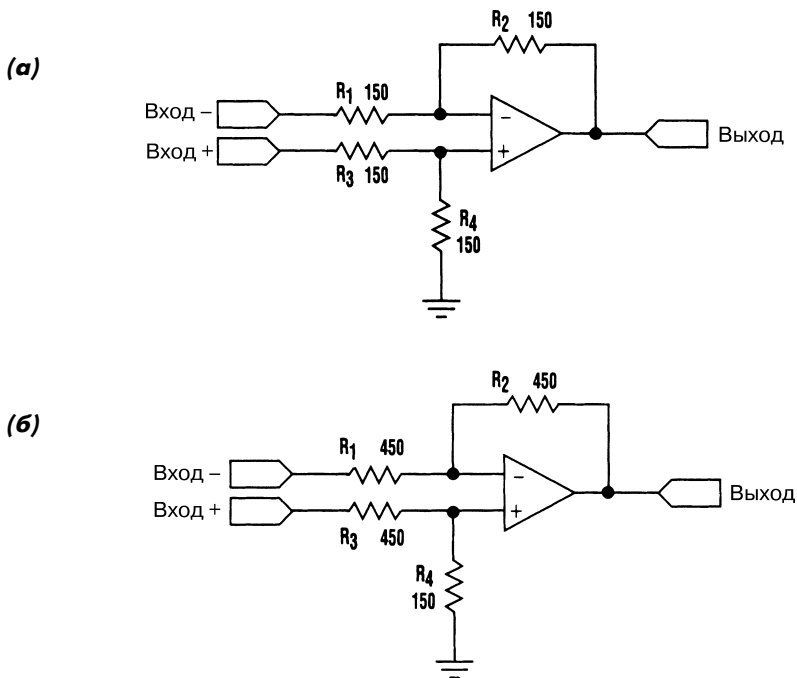 (а)
R2 150
R1 150
Вход –
Вход +
R3 150
R4
150
–
+
Выход
(б)
R2 450
R1 450
Вход –
Вход +
R3 450
R4
150
–
+
Выход